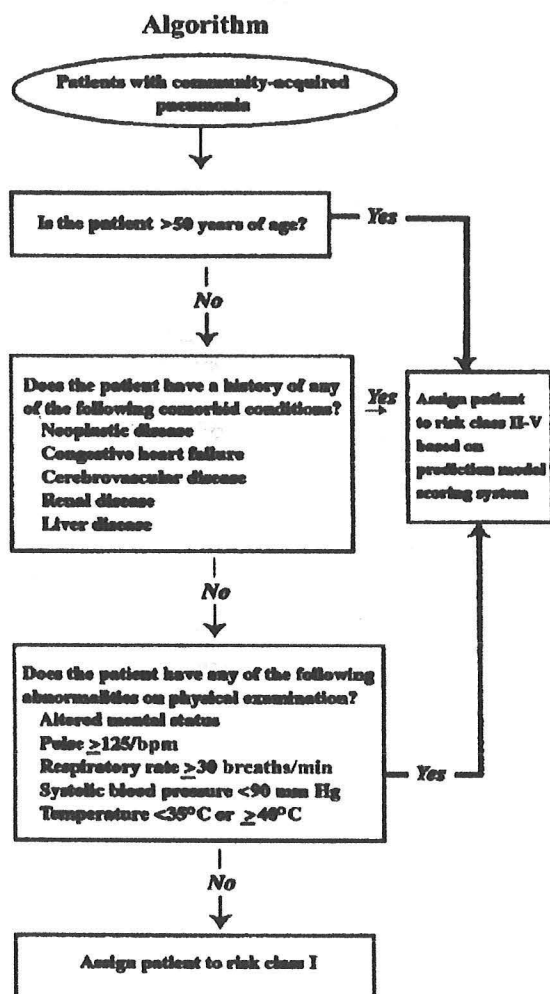 Algorithm
Patients with community-acquired
pneumonia
Is the patient >50 years of age?
Yes
No
Does the patient have a history of any
of the following comorbid conditions?
Neoplastic disease
Congestive heart failure
Cerebrovascular disease
Renal disease
Liver disease
Yes
Assign patient
to risk class II-V
based on
prediction model
scoring system
No
Does the patient have any of the following
abnormalities on physical examination?
Altered mental status
Pulse ≥125/bpm
Respiratory rate ≥30 breaths/min
Systolic blood pressure <90 mm Hg
Temperature <35°C or ≥40°C
Yes
No
Assign patient to risk class I